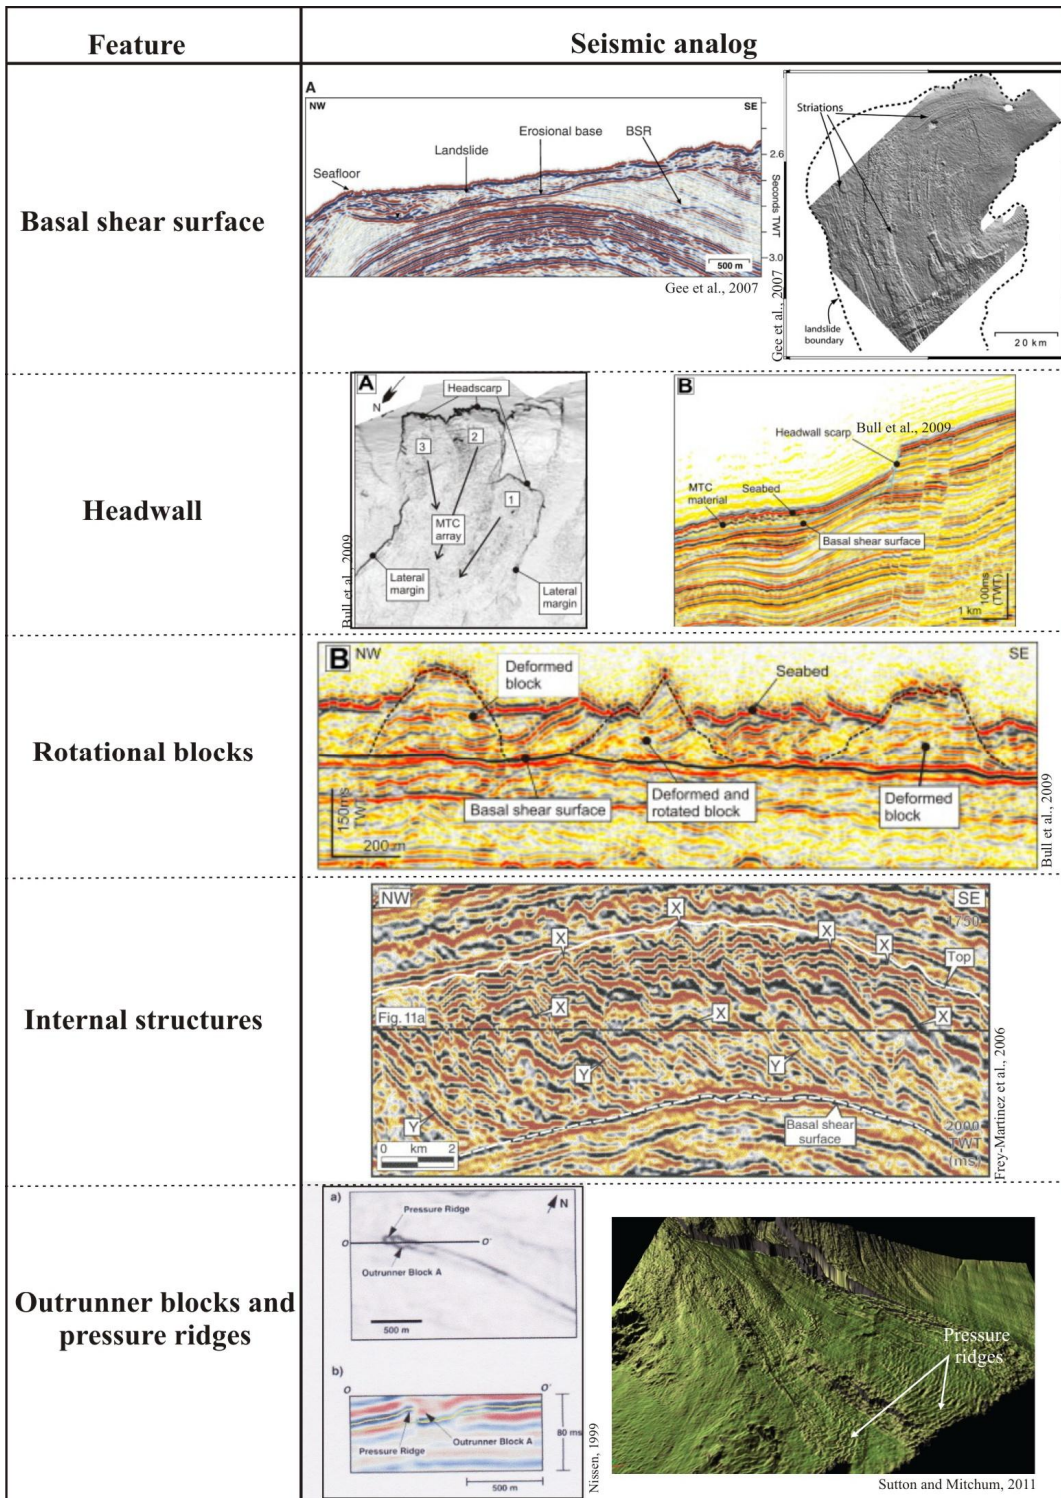 Feature
Seismic analog
Basal shear surface
A
NW
SE
Seafloor
Landslide
Erosional base
BSR
2.6
Seconds TWT
3.0
500 m
Gee et al., 2007
Striations
landslide
boundary
20 km
Gee et al., 2007
Headwall
A
N
Headscarp
3
2
1
MTC
array
Lateral
margin
Lateral
margin
Bull et al., 2009
B
Bull et al., 2009
Headwall scarp
MTC
material
Seabed
Basal shear surface
1 km
100ms
(TWT)
Rotational blocks
B
NW
SE
Deformed
block
Seabed
Basal shear surface
Deformed and
rotated block
Deformed
block
150ms
TWT
200 m
Bull et al., 2009
Internal structures
NW
SE
1750
X
X
X
X
Top
Fig. 11a
X
X
X
Y
Y
Y
Basal shear
surface
0 km 2
2000
TWT
(ms)
Frey-Martinez et al., 2006
Outrunner blocks and
pressure ridges
a)
N
Pressure Ridge
O
O'
Outrunner Block A
500 m
b)
O
O'
Pressure Ridge
Outrunner Block A
80 ms
500 m
Nissen, 1999
Pressure
ridges
Sutton and Mitchum, 2011